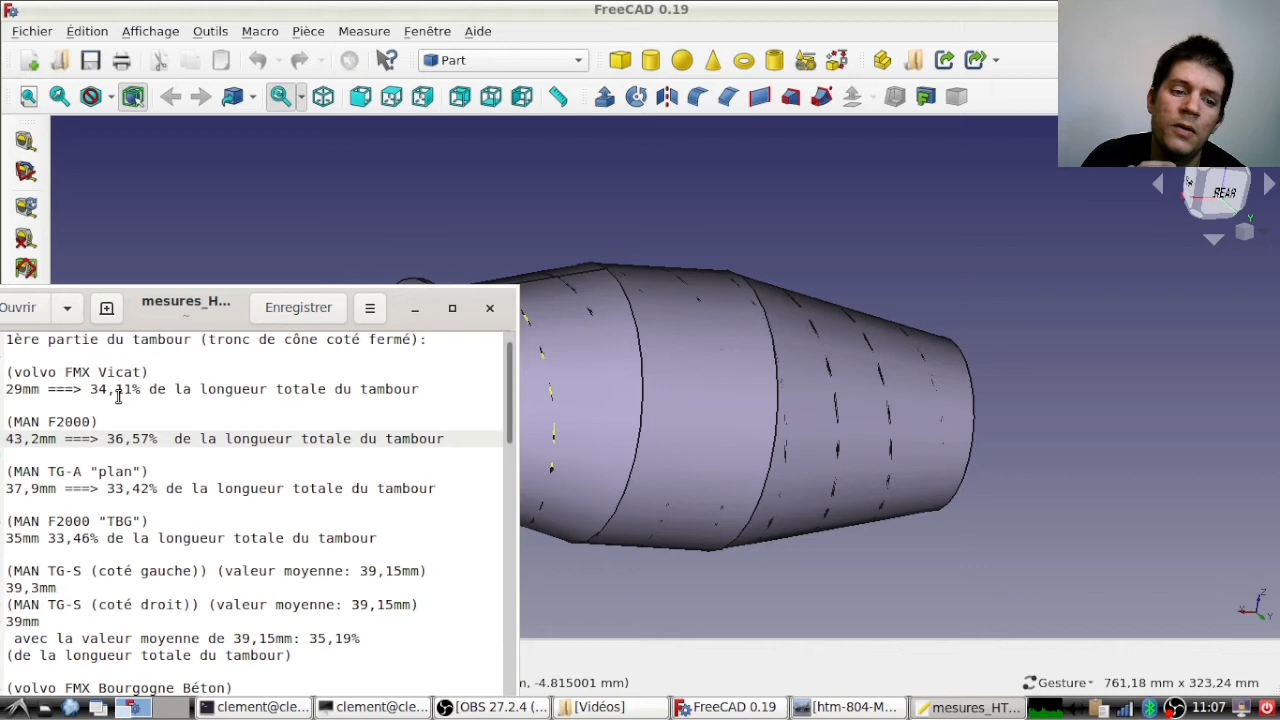 FreeCAD 0.19
Fichier Édition Affichage Outils Macro Pièce Mesure Fenêtre Aide
Part
REAR
Ouvrir mesures_H... Enregistrer
~
1ère partie du tambour (tronc de cône coté fermé):
(volvo FMX Vicat)
29mm ===> 34,11% de la longueur totale du tambour
(MAN F2000)
43,2mm ===> 36,57%  de la longueur totale du tambour
(MAN TG-A "plan")
37,9mm ===> 33,42% de la longueur totale du tambour
(MAN F2000 "TBG")
35mm 33,46% de la longueur totale du tambour
(MAN TG-S (coté gauche)) (valeur moyenne: 39,15mm)
39,3mm
(MAN TG-S (coté droit)) (valeur moyenne: 39,15mm)
39mm
avec la valeur moyenne de 39,15mm: 35,19%
(de la longueur totale du tambour)
(volvo FMX Bourgogne Béton)
X Z Y
m, -4.815001 mm) Gesture 761,18 mm x 323,24 mm
clement@cle... clement@cle... [OBS 27.2.4 (... [Vidéos] FreeCAD 0.19 [htm-804-M... mesures_HT... 11:07